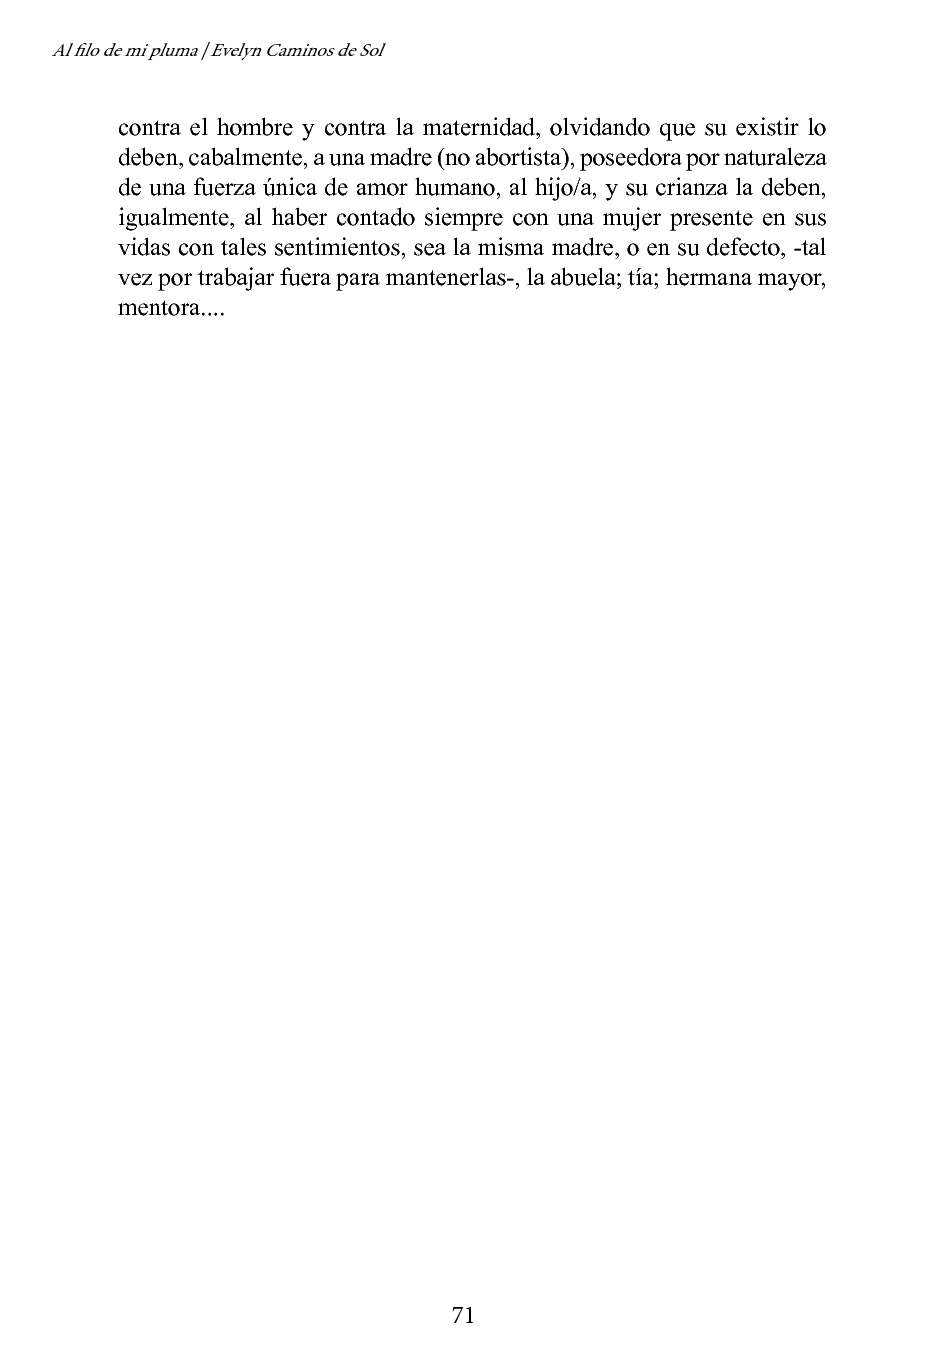 Al filo de mi pluma / Evelyn Caminos de Sol
contra el hombre y contra la maternidad, olvidando que su existir lo
deben, cabalmente, a una madre (no abortista), poseedora por naturaleza
de una fuerza única de amor humano, al hijo/a, y su crianza la deben,
igualmente, al haber contado siempre con una mujer presente en sus
vidas con tales sentimientos, sea la misma madre, o en su defecto, -tal
vez por trabajar fuera para mantenerlas-, la abuela; tía; hermana mayor,
mentora....
71